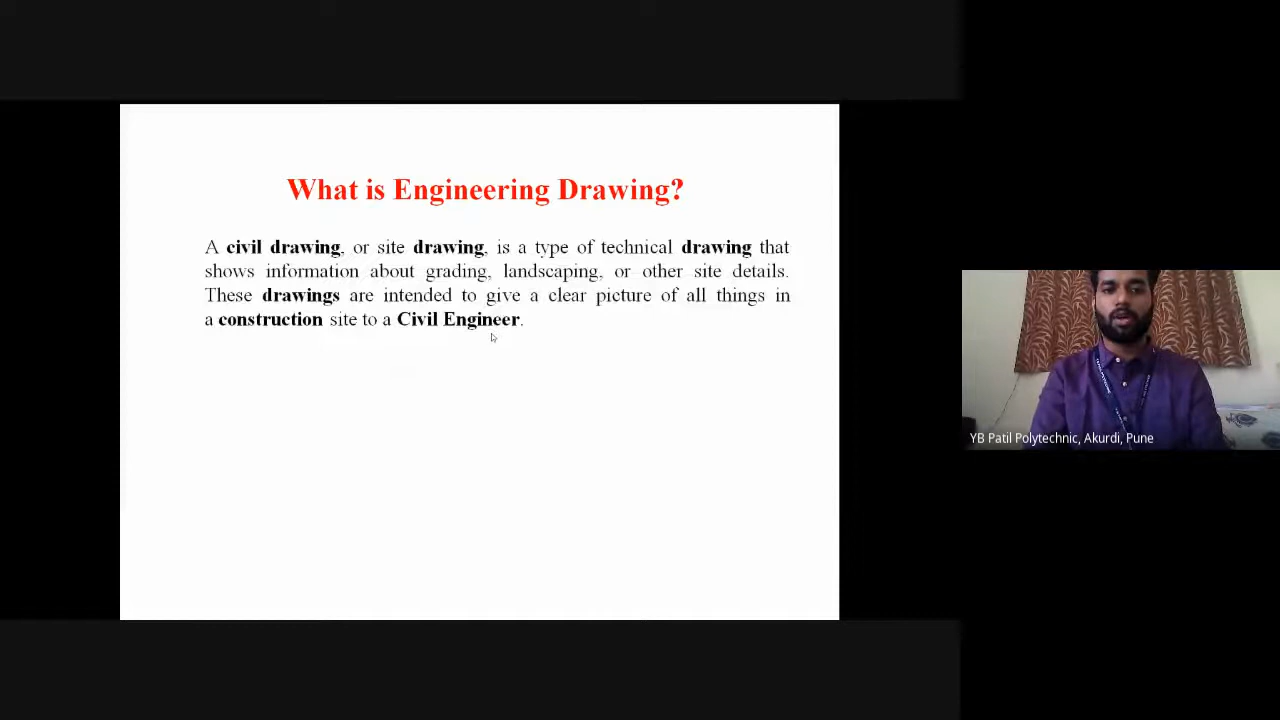 What is Engineering Drawing?
A civil drawing, or site drawing, is a type of technical drawing that
shows information about grading, landscaping, or other site details.
These drawings are intended to give a clear picture of all things in
a construction site to a Civil Engineer.
YB Patil Polytechnic, Akurdi, Pune